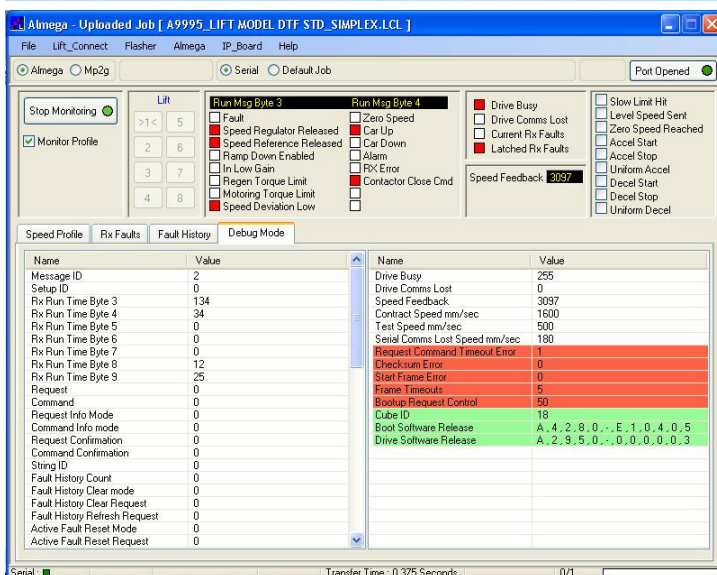 Almega - Uploaded Job [ A9995_LIFT MODEL DTF STD_SIMPLEX.LCL ]
File Lift_Connect Flasher Almega IP_Board Help
Almega Mp2g Serial Default Job Port Opened
Stop Monitoring
Monitor Profile
Lift
>1< 5
2 6
3 7
4 8
Run Msg Byte 3
Fault
Speed Regulator Released
Speed Reference Released
Ramp Down Enabled
In Low Gain
Regen Torque Limit
Motoring Torque Limit
Speed Deviation Low
Run Msg Byte 4
Zero Speed
Car Up
Car Down
Alarm
RX Error
Contactor Close Cmd
Drive Busy
Drive Comms Lost
Current Rx Faults
Latched Rx Faults
Speed Feedback 3097
Slow Limit Hit
Level Speed Sent
Zero Speed Reached
Accel Start
Accel Stop
Uniform Accel
Decel Start
Decel Stop
Uniform Decel
Speed Profile Rx Faults Fault History Debug Mode
Name Value
Message ID 2
Setup ID 0
Rx Run Time Byte 3 134
Rx Run Time Byte 4 34
Rx Run Time Byte 5 0
Rx Run Time Byte 6 0
Rx Run Time Byte 7 0
Rx Run Time Byte 8 12
Rx Run Time Byte 9 25
Request 0
Command 0
Request Info Mode 0
Command Info mode 0
Request Confirmation 0
Command Confirmation 0
String ID 0
Fault History Count 0
Fault History Clear mode 0
Fault History Clear Request 0
Fault History Refresh Request 0
Active Fault Reset Mode 0
Active Fault Reset Request 0
Name Value
Drive Busy 255
Drive Comms Lost 0
Speed Feedback 3097
Contract Speed mm/sec 1600
Test Speed mm/sec 500
Serial Comms Lost Speed mm/sec 180
Request Command Timeout Error 1
Checksum Error 0
Start Frame Error 0
Frame Timeouts 5
Bootup Request Control 50
Cube ID 18
Boot Software Release A , 4 , 2 , 8 , 0 , - , E , 1 , 0 , 4 , 0 , 5
Drive Software Release A , 2 , 9 , 5 , 0 , - , 0 , 0 , 0 , 0 , 0 , 3
Serial : Transfer Time : 0.375 Seconds 0/1